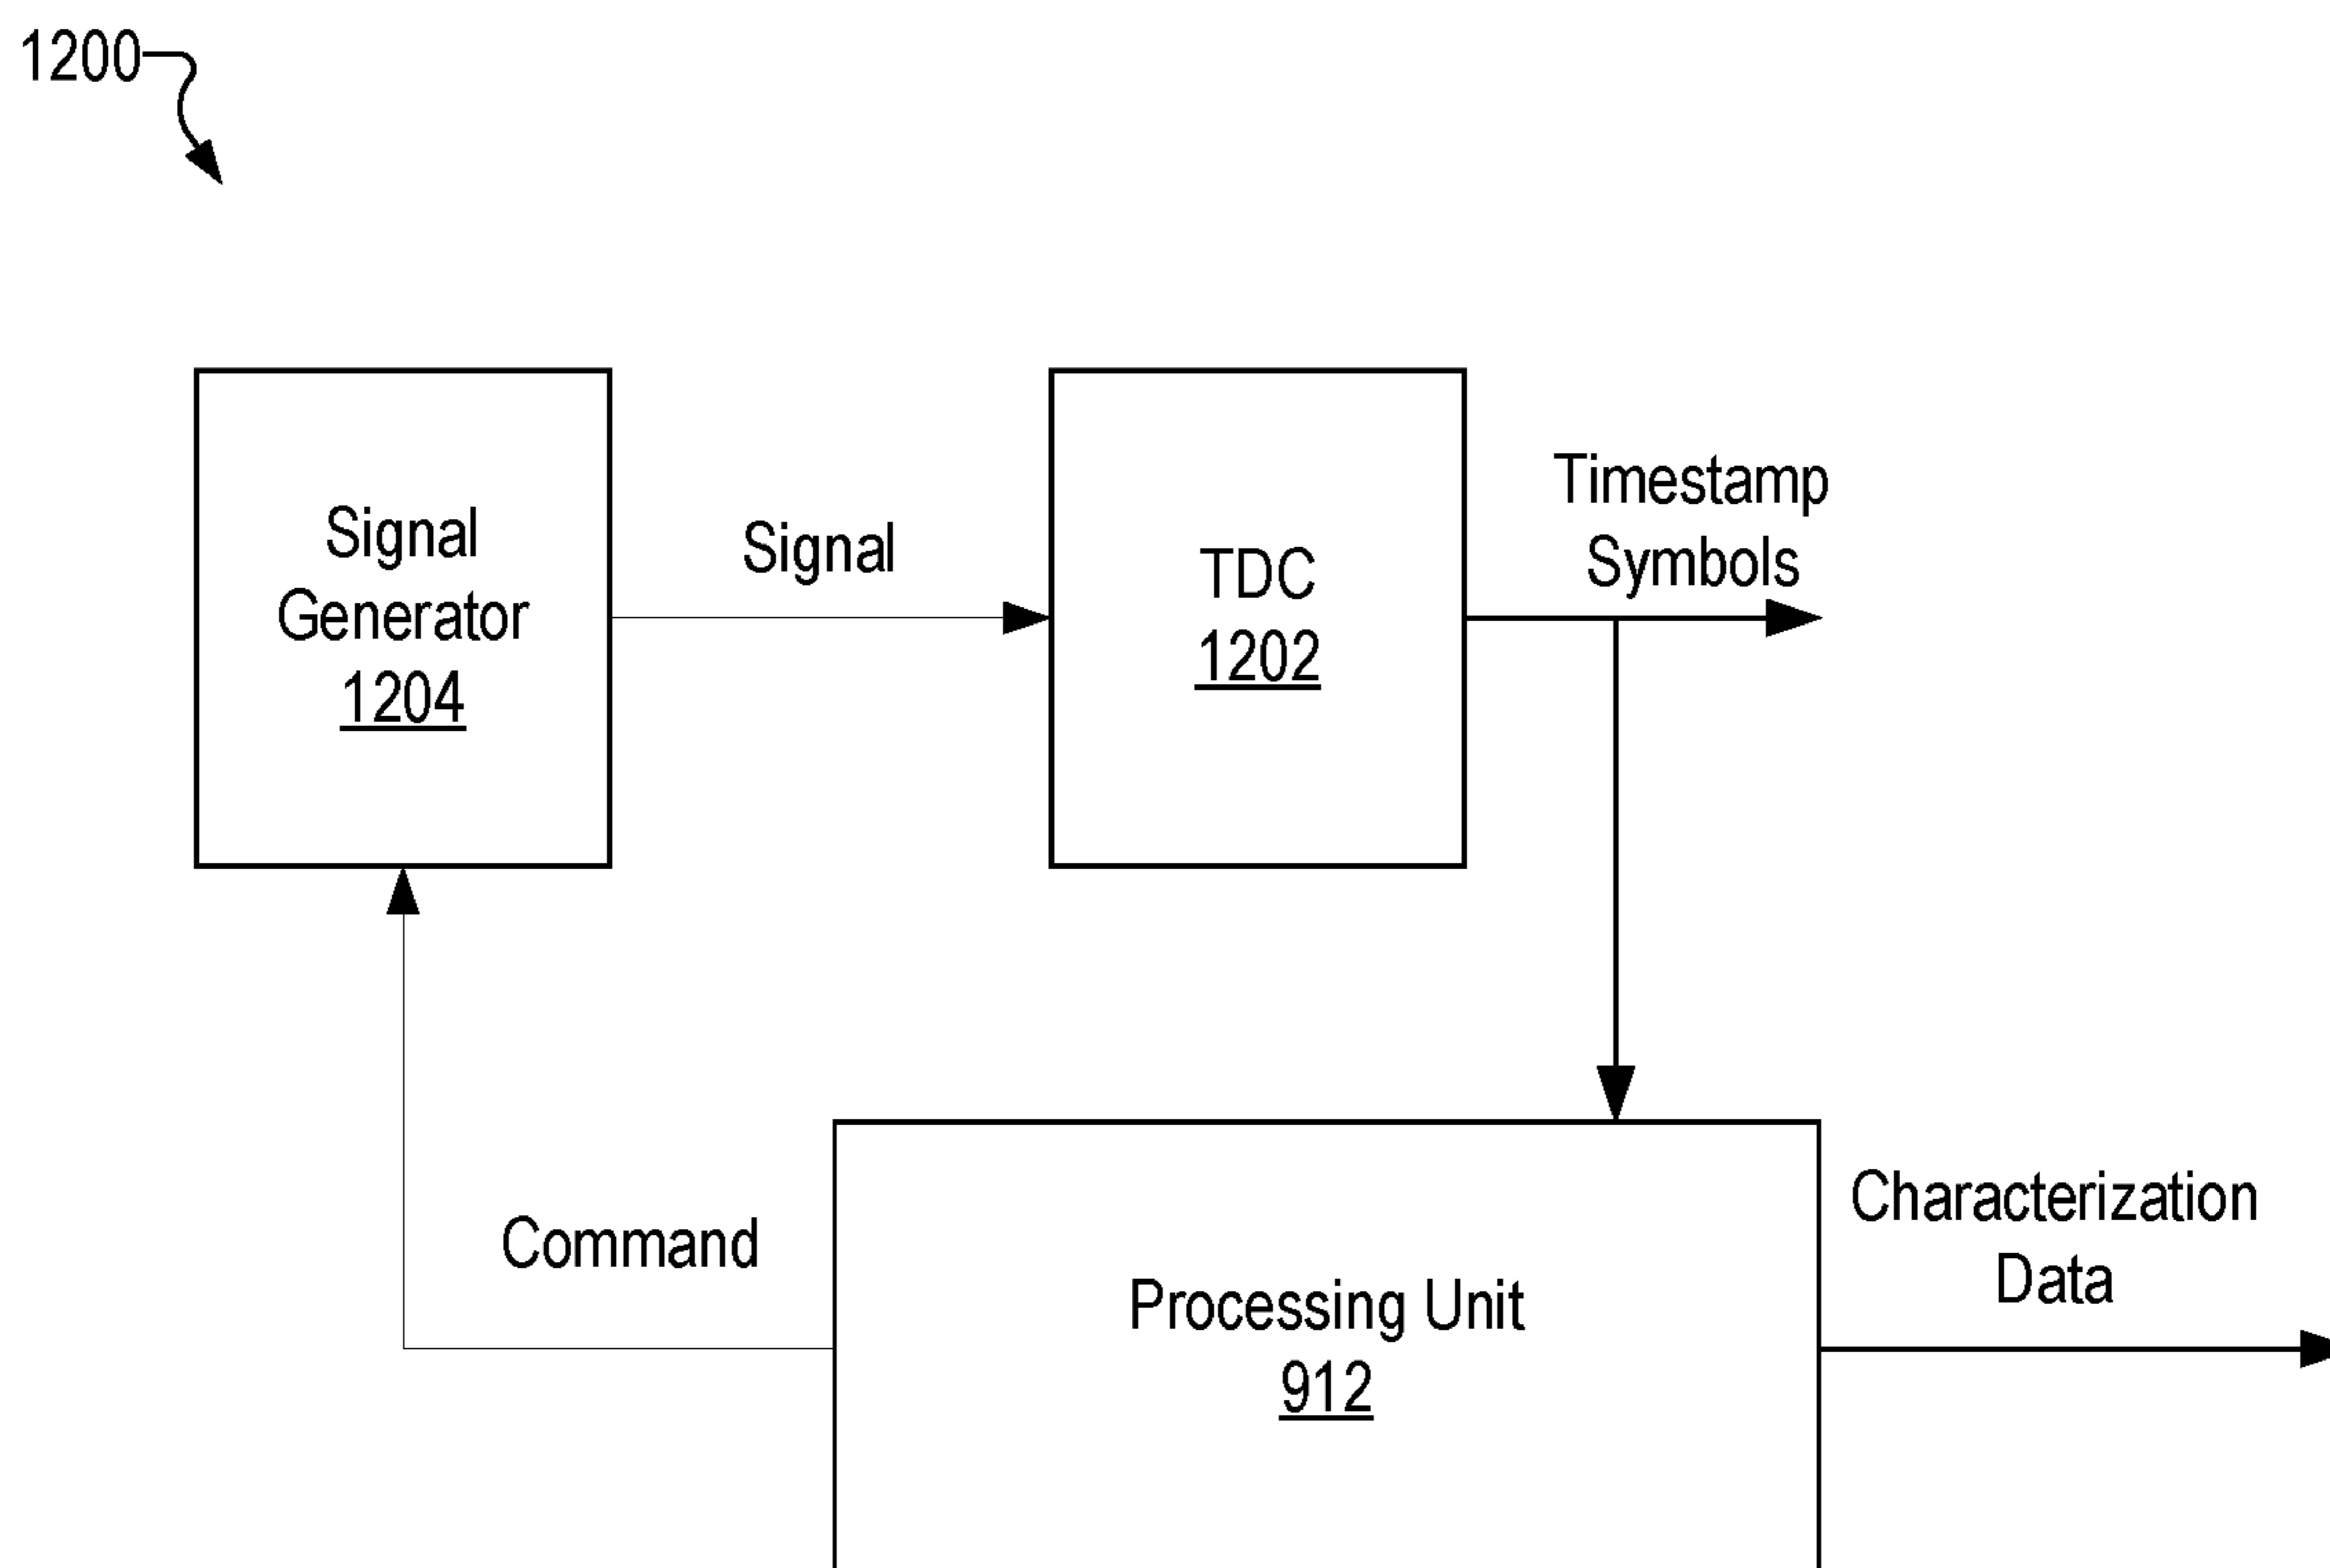 1200
Signal
Generator
1204
Signal
TDC
1202
Timestamp
Symbols
Command
Processing Unit
912
Characterization
Data